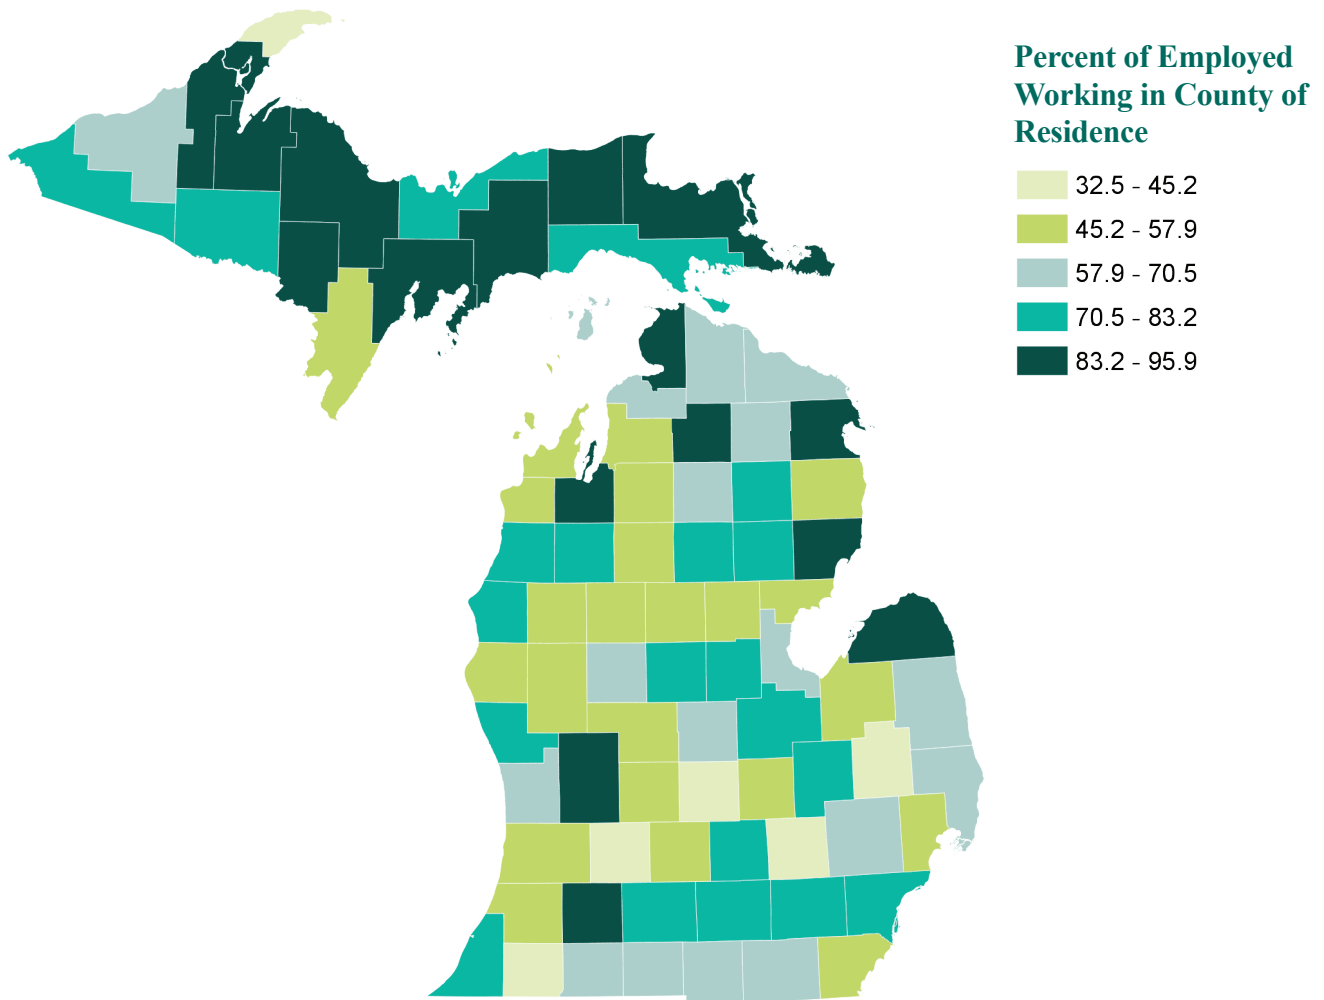 Percent of Employed
Working in County of
Residence
32.5 - 45.2
45.2 - 57.9
57.9 - 70.5
70.5 - 83.2
83.2 - 95.9